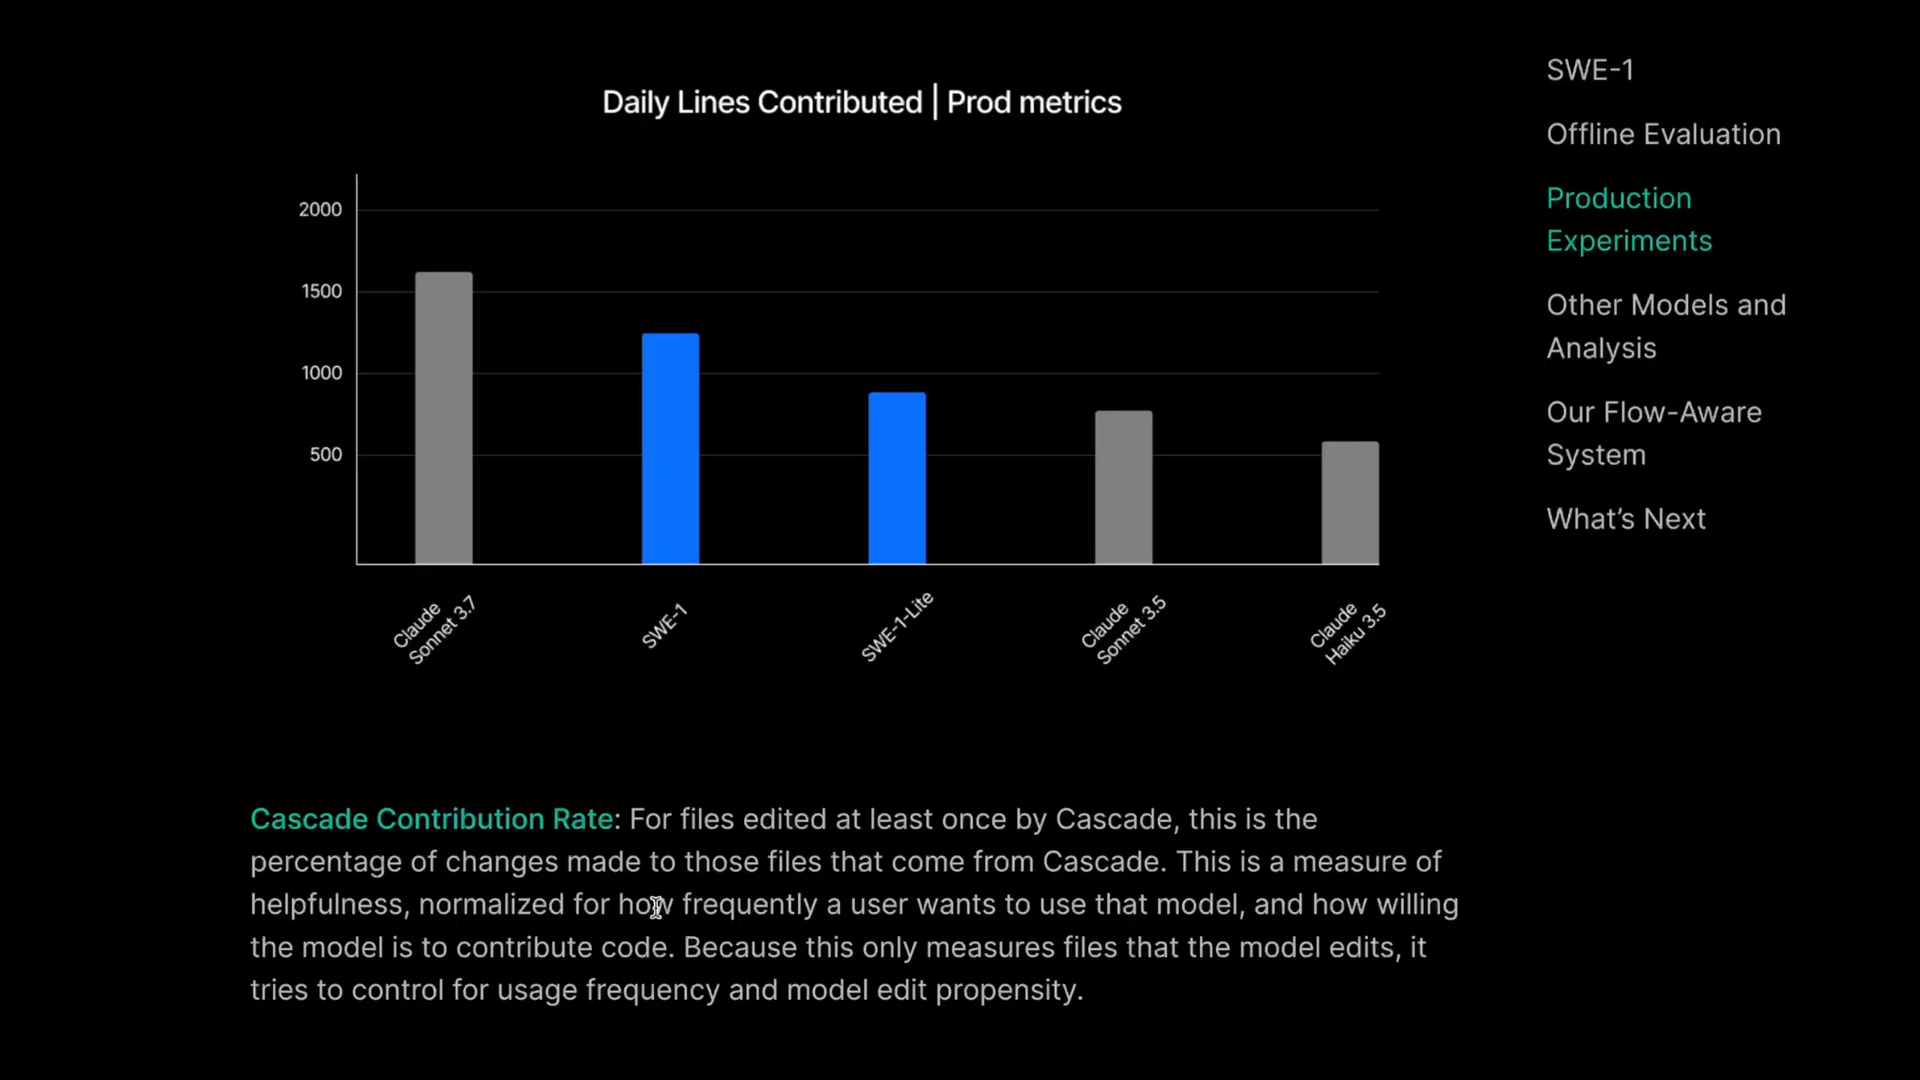 Daily Lines Contributed | Prod metrics
2000
1500
1000
500
Claude
Sonnet 3.7
SWE-1
SWE-1-Lite
Claude
Sonnet 3.5
Claude
Haiku 3.5
Cascade Contribution Rate: For files edited at least once by Cascade, this is the
percentage of changes made to those files that come from Cascade. This is a measure of
helpfulness, normalized for how frequently a user wants to use that model, and how willing
the model is to contribute code. Because this only measures files that the model edits, it
tries to control for usage frequency and model edit propensity.
SWE-1
Offline Evaluation
Production
Experiments
Other Models and
Analysis
Our Flow-Aware
System
What’s Next